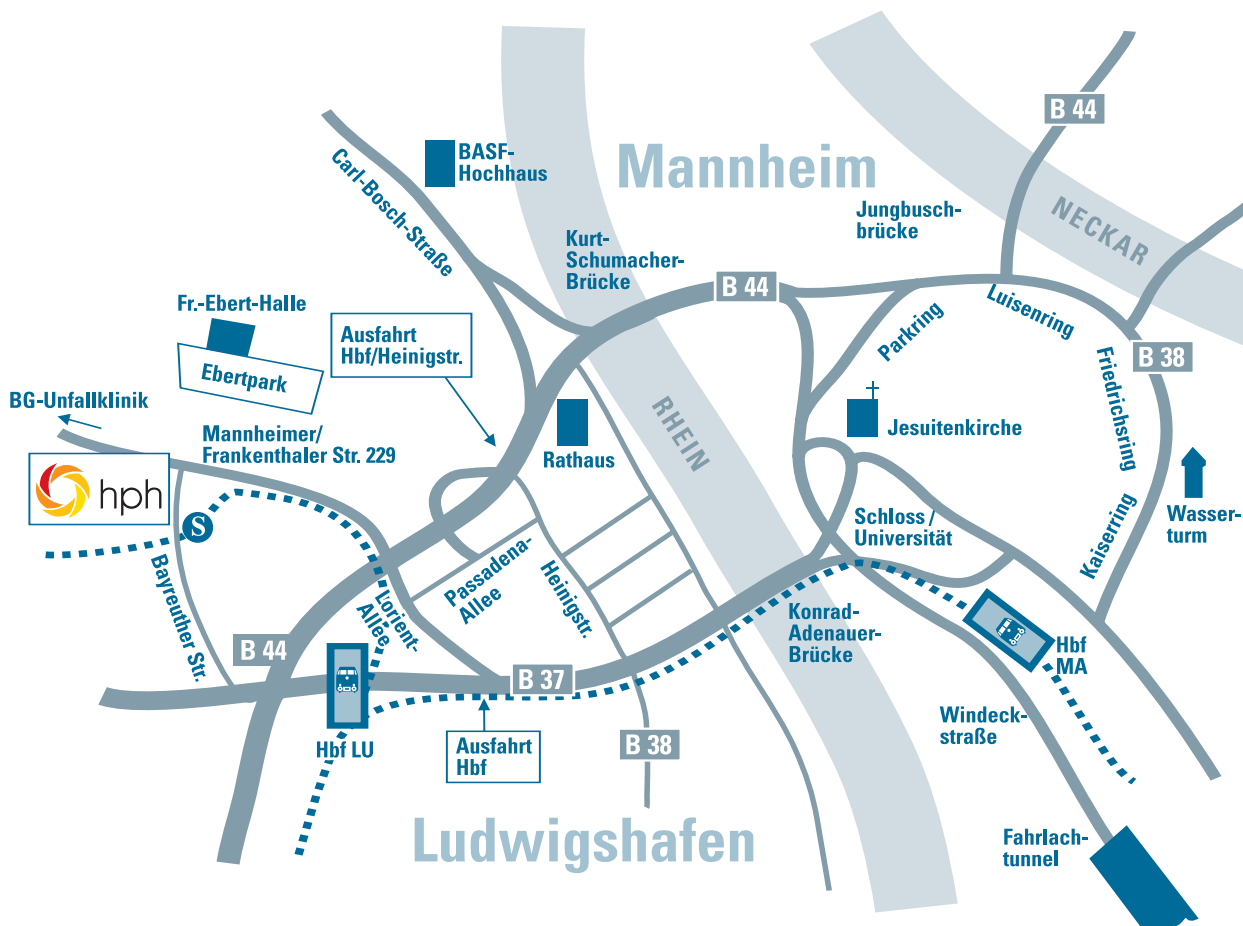 B 44
BASF-
Hochhaus
Mannheim
Carl-Bosch-Straße
Jungbusch-
brücke
NECKAR
Kurt-
Schumacher-
Brücke
B 44
Fr.-Ebert-Halle
Luisenring
Ausfahrt
Hbf/Heinigstr.
Parkring
B 38
Ebertpark
Friedrichsring
BG-Unfallklinik
RHEIN
Mannheimer/
Frankenthaler Str. 229
Jesuitenkirche
Rathaus
hph
S
Schloss/
Universität
Wasser-
turm
Kaiserring
Bayreuther Str.
Passadena-
Allee
Heinigstr.
Lorient-
Allee
Konrad-
Adenauer-
Brücke
B 44
Hbf
MA
B 37
Windeck-
straße
Hbf LU
Ausfahrt
Hbf
B 38
Ludwigshafen
Fahrlach-
tunnel